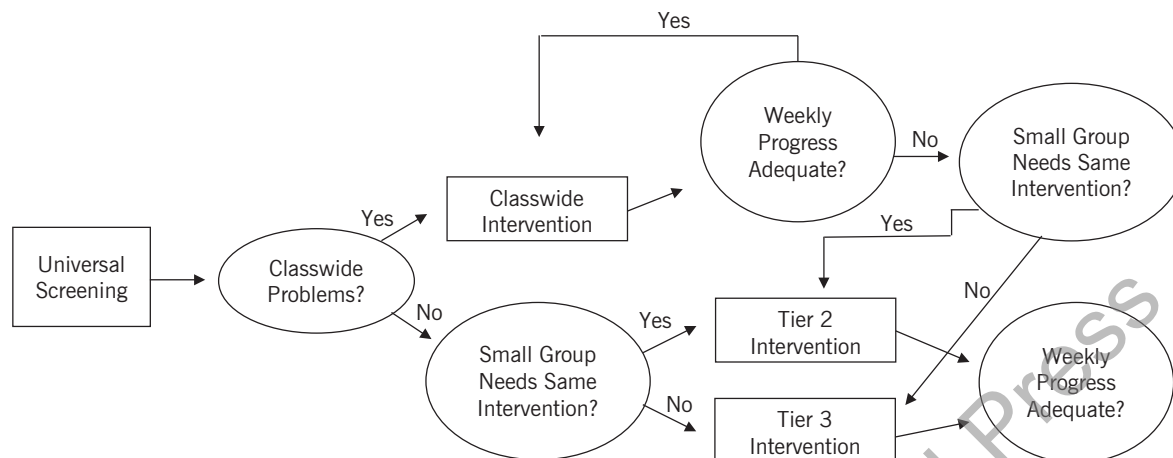 Yes
Weekly
Progress
Adequate?
No
Small Group
Needs Same
Intervention?
Classwide
Intervention
Yes
Yes
Universal
Screening
Classwide
Problems?
No
No
Small Group
Needs Same
Intervention?
Yes
Tier 2
Intervention
Weekly
Progress
Adequate?
No
Tier 3
Intervention
Press